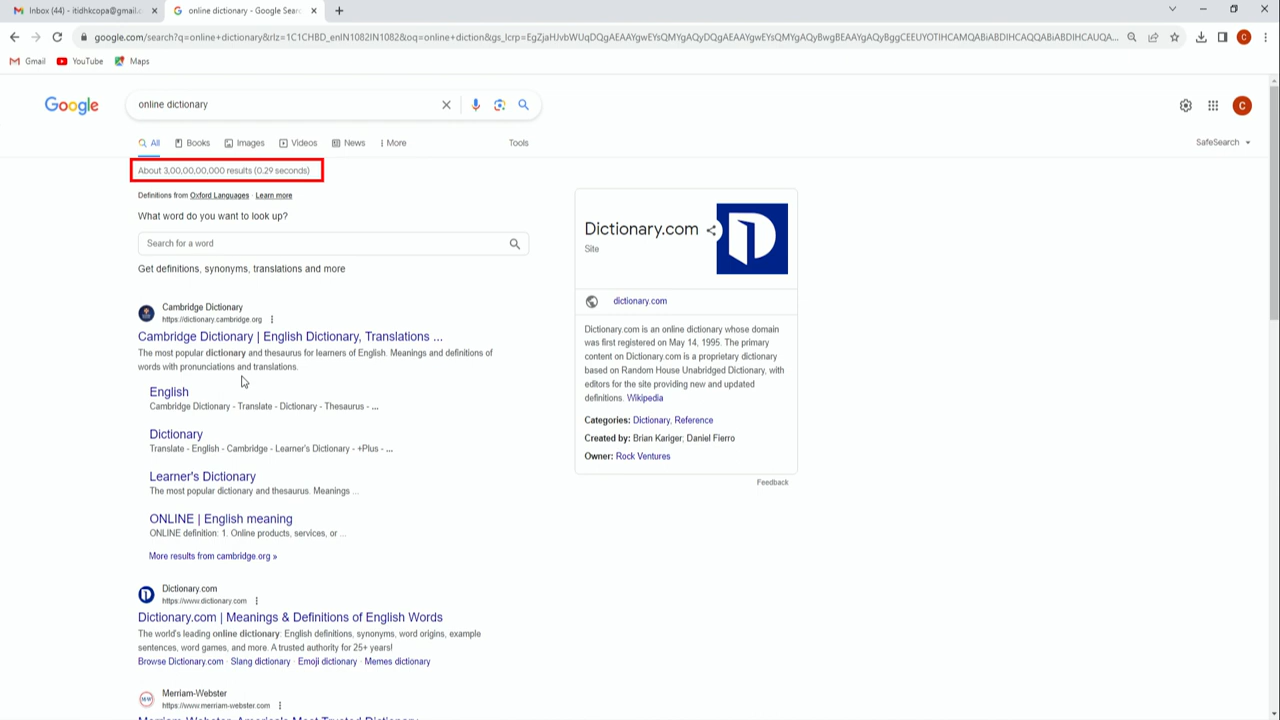 Inbox (44) - itidhkcopa@gmail.c
online dictionary - Google Sear
google.com/search?q=online+dictionary&rlz=1C1CHBD_enIN1082IN1082&oq=online+diction&gs_lcrp=EgZjaHJvbWUqDQgAEAAYgwEYsQMYgAQyDQgAEAAYgwEYsQMYgAQyBwgBEAAYgAQyBggCEEUYOTIHCAMQABiABDIHCAQQABiABDIHCAUQA...
Gmail
YouTube
Maps
Google
online dictionary
C
C
All
Books
Images
Videos
News
More
Tools
SafeSearch
About 3,00,00,00,000 results (0.29 seconds)
Definitions from Oxford Languages · Learn more
What word do you want to look up?
Search for a word
Get definitions, synonyms, translations and more
Cambridge Dictionary
https://dictionary.cambridge.org
Cambridge Dictionary | English Dictionary, Translations ...
The most popular dictionary and thesaurus for learners of English. Meanings and definitions of
words with pronunciations and translations.
English
Cambridge Dictionary - Translate - Dictionary - Thesaurus - ...
Dictionary
Translate - English - Cambridge - Learner's Dictionary - +Plus - ...
Learner's Dictionary
The most popular dictionary and thesaurus. Meanings ...
ONLINE | English meaning
ONLINE definition: 1. Online products, services, or ...
More results from cambridge.org »
Dictionary.com
https://www.dictionary.com
Dictionary.com | Meanings & Definitions of English Words
The world's leading online dictionary: English definitions, synonyms, word origins, example
sentences, word games, and more. A trusted authority for 25+ years!
Browse Dictionary.com · Slang dictionary · Emoji dictionary · Memes dictionary
Merriam-Webster
https://www.merriam-webster.com
Merriam-Webster: America's Most Trusted Dictionary
Dictionary.com
Site
dictionary.com
Dictionary.com is an online dictionary whose domain
was first registered on May 14, 1995. The primary
content on Dictionary.com is a proprietary dictionary
based on Random House Unabridged Dictionary, with
editors for the site providing new and updated
definitions. Wikipedia
Categories: Dictionary, Reference
Created by: Brian Kariger, Daniel Fierro
Owner: Rock Ventures
Feedback